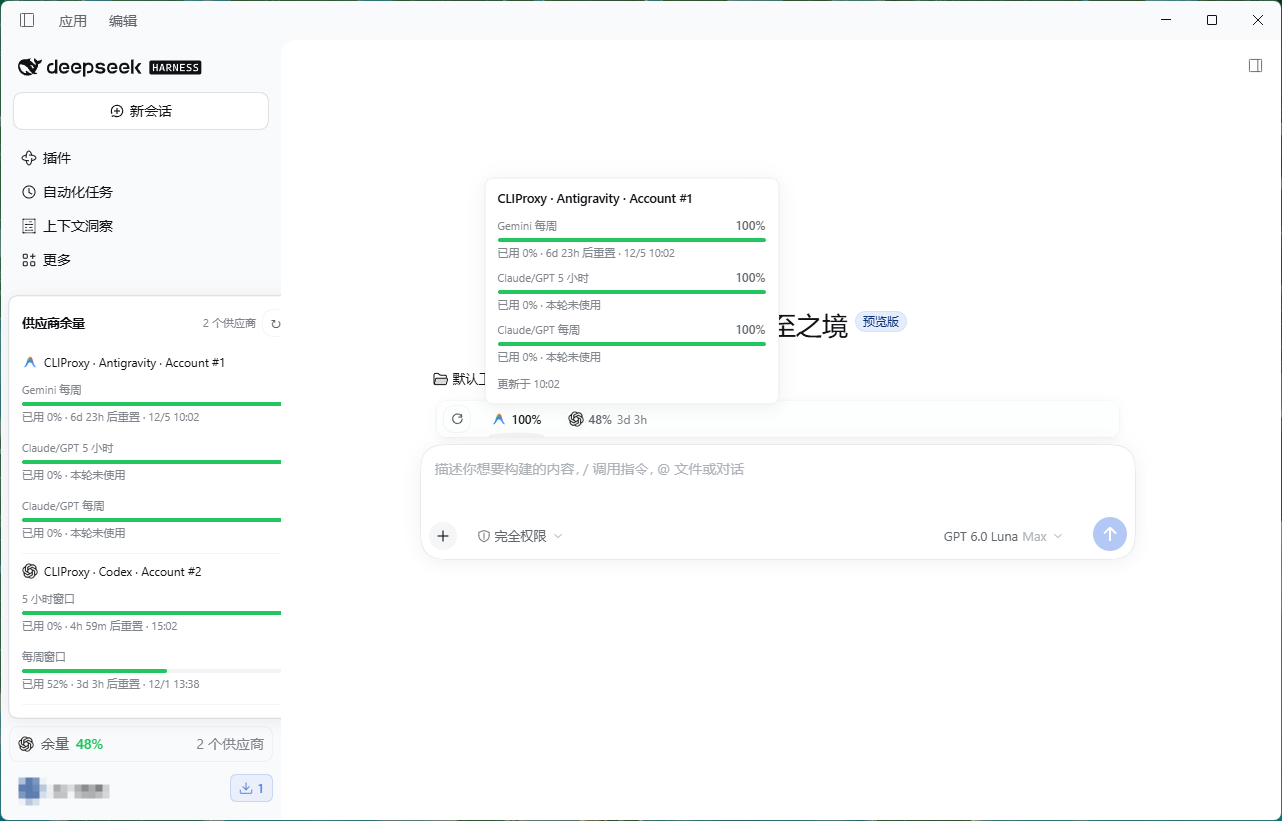 应用 编辑
deepseek HARNESS
新会话
插件
自动化任务
上下文洞察
更多
供应商余量 2 个供应商
CLIProxy · Antigravity · Account #1
Gemini 每周
已用 0% · 6d 23h 后重置 · 12/5 10:02
Claude/GPT 5 小时
已用 0% · 本轮未使用
Claude/GPT 每周
已用 0% · 本轮未使用
CLIProxy · Codex · Account #2
5 小时窗口
已用 0% · 4h 59m 后重置 · 15:02
每周窗口
已用 52% · 3d 3h 后重置 · 12/1 13:38
余量 48% 2 个供应商
1
CLIProxy · Antigravity · Account #1
Gemini 每周 100%
已用 0% · 6d 23h 后重置 · 12/5 10:02
Claude/GPT 5 小时 100%
已用 0% · 本轮未使用
Claude/GPT 每周 100%
已用 0% · 本轮未使用
更新于 10:02
至之境 预览版
默认工
100% 48% 3d 3h
描述你想要构建的内容, / 调用指令, @ 文件或对话
完全权限 GPT 6.0 Luna Max